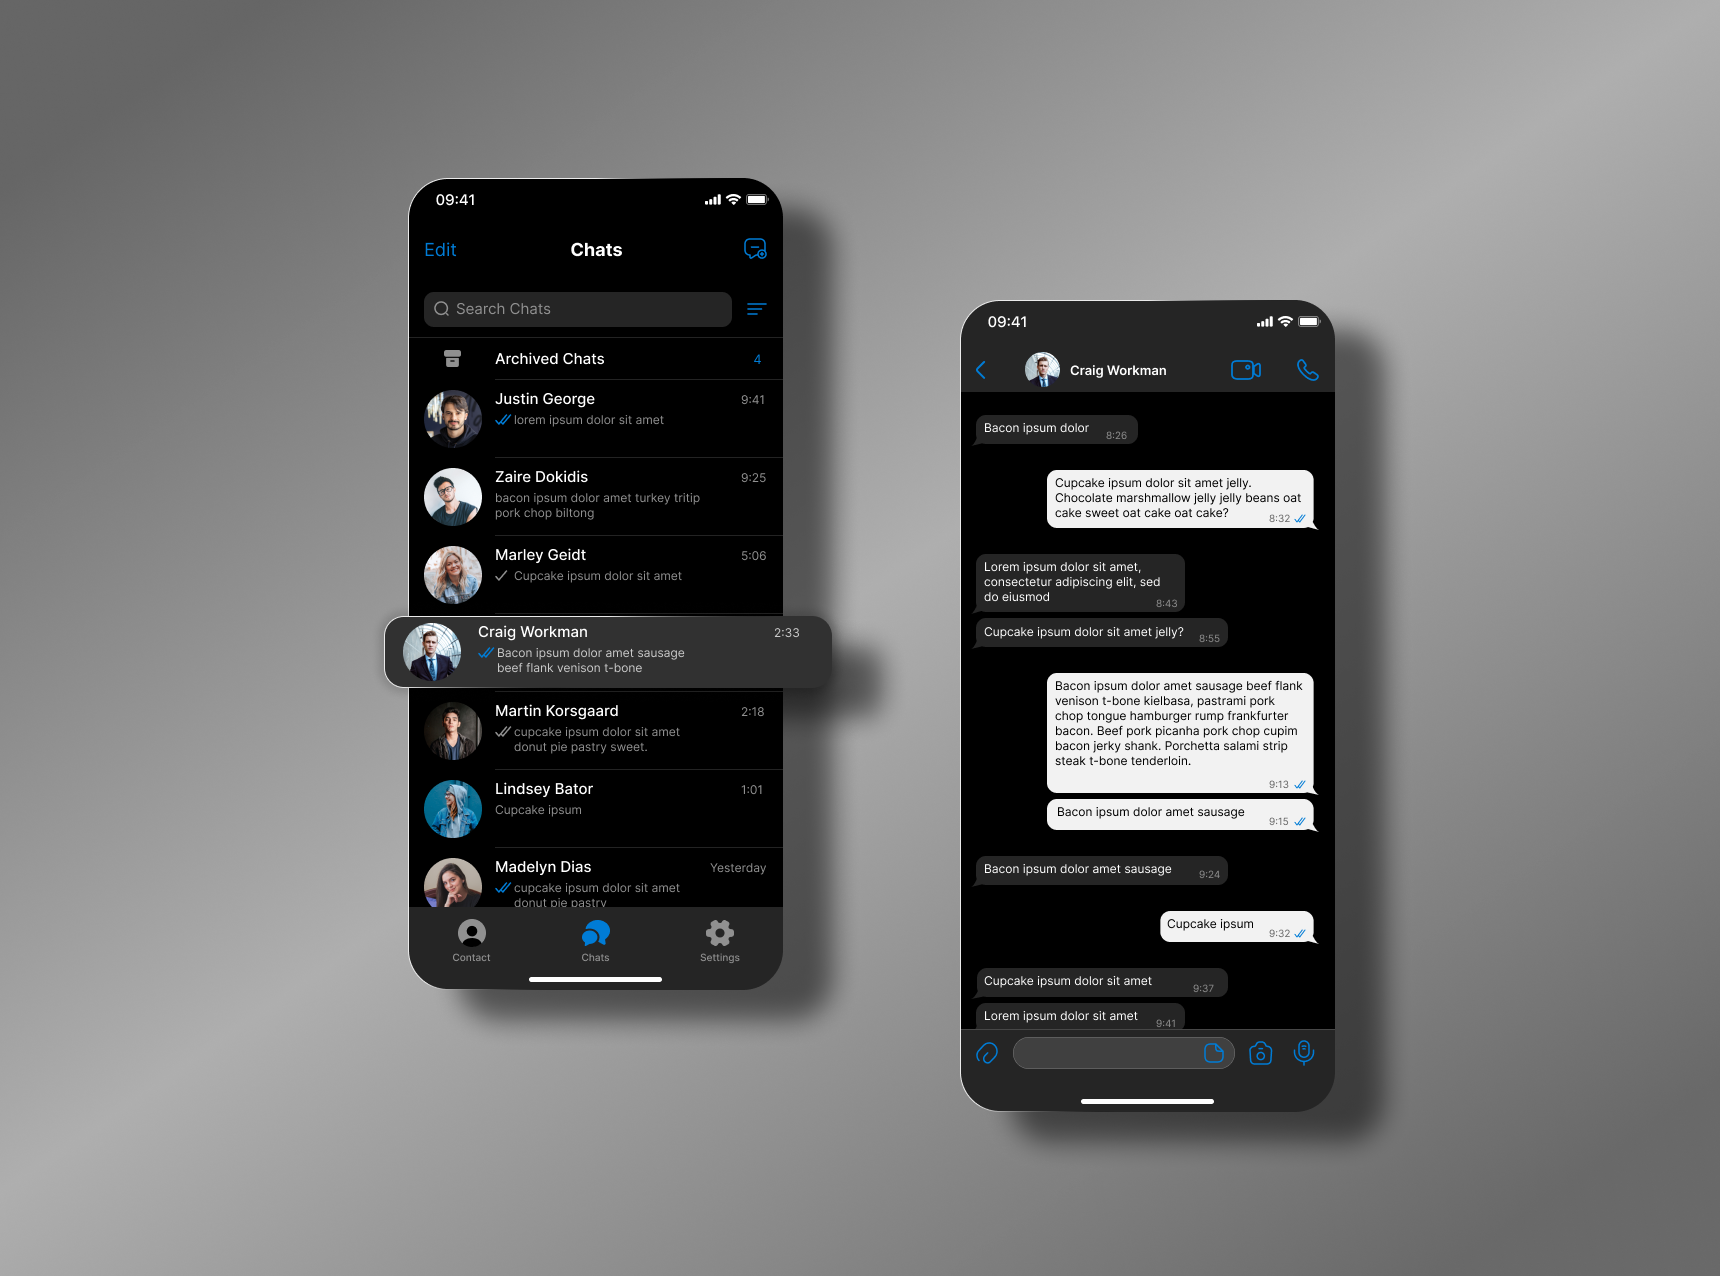 09:41
Edit
Chats
Search Chats
Archived Chats
4
Justin George
9:41
lorem ipsum dolor sit amet
Zaire Dokidis
9:25
bacon ipsum dolor amet turkey tritip
pork chop biltong
Marley Geidt
5:06
Cupcake ipsum dolor sit amet
Craig Workman
2:33
Bacon ipsum dolor amet sausage
beef flank venison t-bone
Martin Korsgaard
2:18
cupcake ipsum dolor sit amet
donut pie pastry sweet.
Lindsey Bator
1:01
Cupcake ipsum
Madelyn Dias
Yesterday
cupcake ipsum dolor sit amet
donut pie pastry
Contact
Chats
Settings
09:41
Craig Workman
Bacon ipsum dolor
8:26
Cupcake ipsum dolor sit amet jelly.
Chocolate marshmallow jelly jelly beans oat
cake sweet oat cake oat cake?
8:32
Lorem ipsum dolor sit amet,
consectetur adipiscing elit, sed
do eiusmod
8:43
Cupcake ipsum dolor sit amet jelly?
8:55
Bacon ipsum dolor amet sausage beef flank
venison t-bone kielbasa, pastrami pork
chop tongue hamburger rump frankfurter
bacon. Beef pork picanha pork chop cupim
bacon jerky shank. Porchetta salami strip
steak t-bone tenderloin.
9:13
Bacon ipsum dolor amet sausage
9:15
Bacon ipsum dolor amet sausage
9:24
Cupcake ipsum
9:32
Cupcake ipsum dolor sit amet
9:37
Lorem ipsum dolor sit amet
9:41